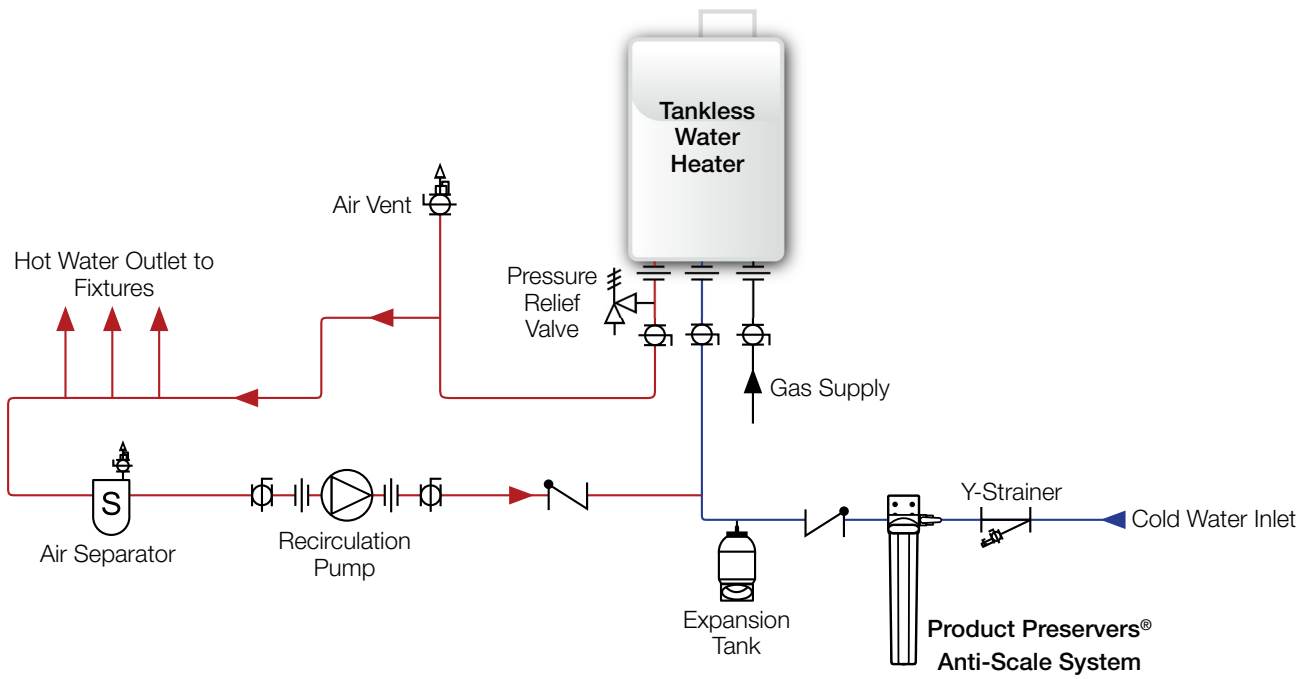 Tankless
Water
Heater
Air Vent
Hot Water Outlet to
Fixtures
Pressure
Relief
Valve
Gas Supply
S
Air Separator
Recirculation
Pump
Y-Strainer
Cold Water Inlet
Expansion
Tank
Product Preservers®
Anti-Scale System